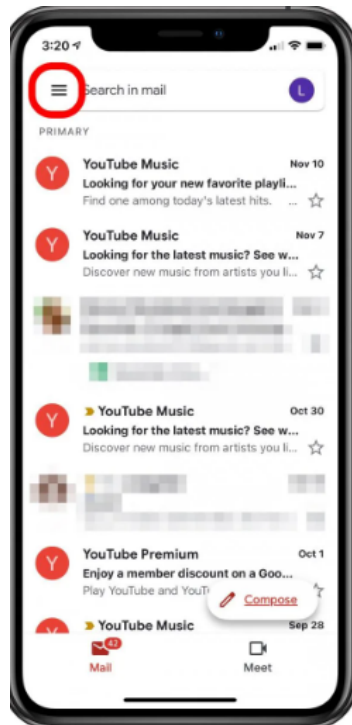 3:20
Search in mail
L
PRIMARY
Y
YouTube Music
Nov 10
Looking for your new favorite playli...
Find one among today's latest hits. ...
Y
YouTube Music
Nov 7
Looking for the latest music? See w...
Discover new music from artists you li...
Y
YouTube Music
Oct 30
Looking for the latest music? See w...
Discover new music from artists you li...
Y
YouTube Premium
Oct 1
Enjoy a member discount on a Goo...
Play YouTube and
Compose
YouTube Music
Sep 28
43
Mail
Meet